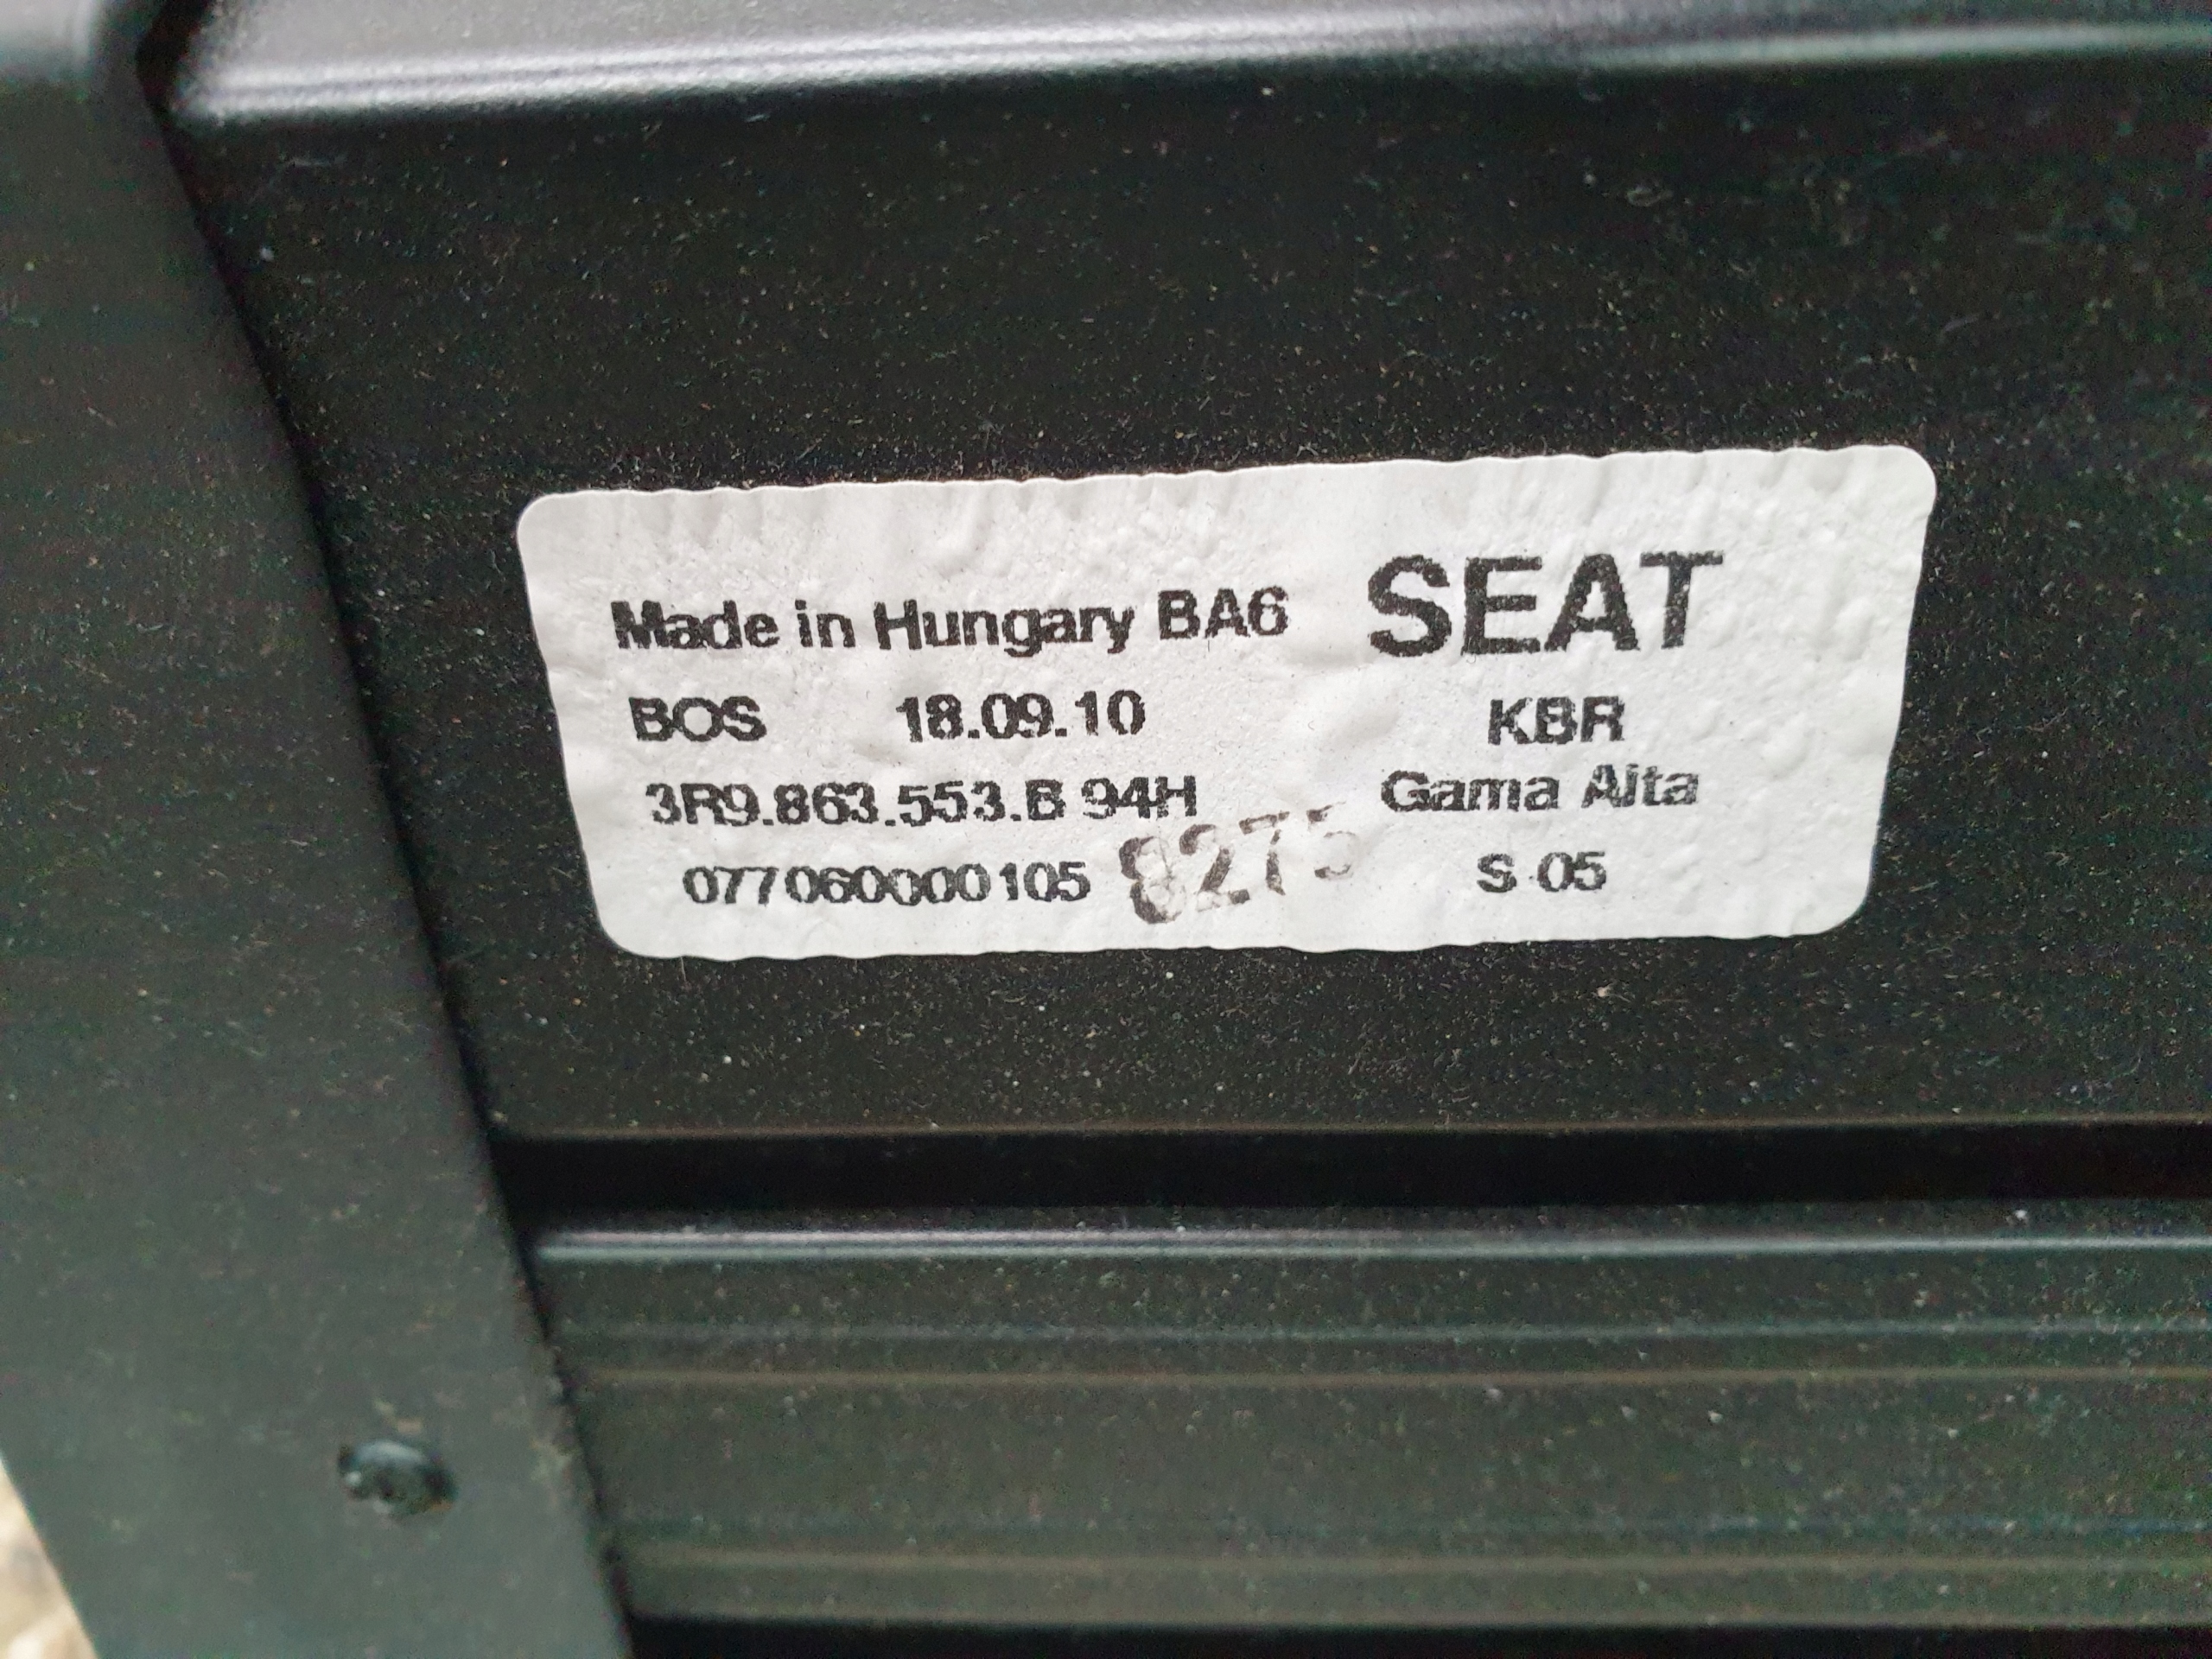 Made in Hungary BA6 SEAT
BOS 18.09.10 KBR
3R9.863.553.B 94H Gama Alta
077060000105 S 05